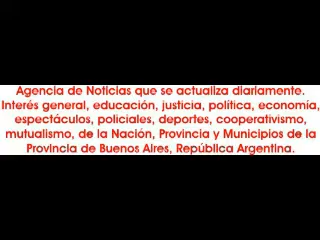 Agencia de Noticias que se actualiza diariamente.
Interés general, educación, justicia, política, economía,
espectáculos, policiales, deportes, cooperativismo,
mutualismo, de la Nación, Provincia y Municipios de la
Provincia de Buenos Aires, República Argentina.